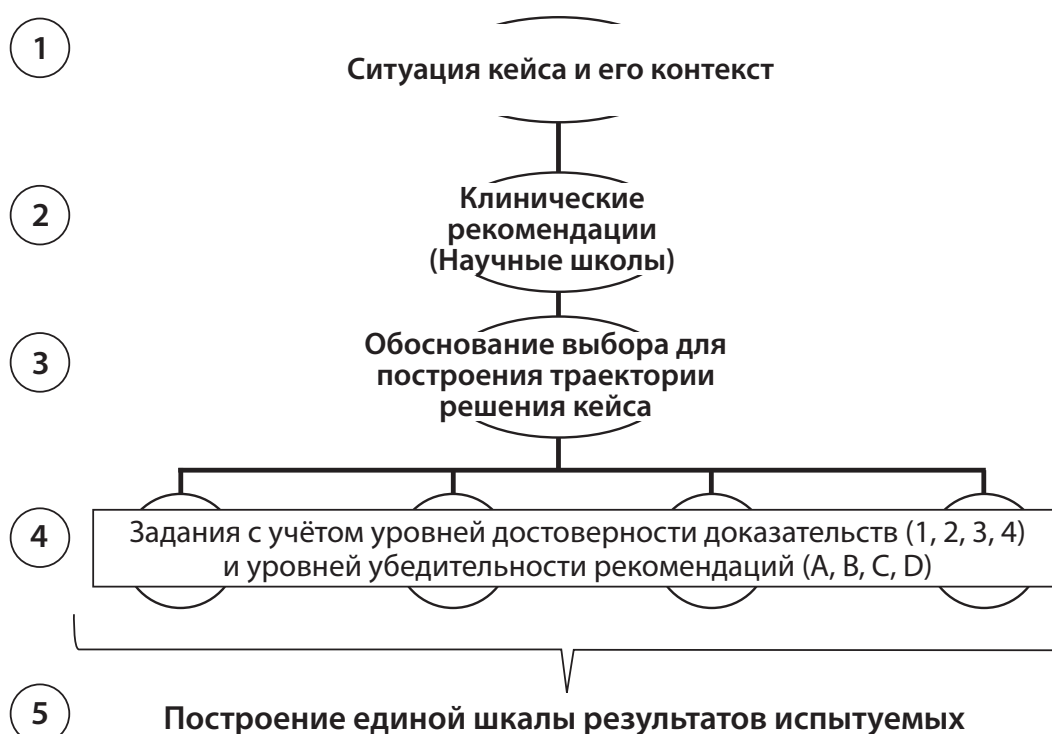 1
Ситуация кейса и его контекст
2
Клинические
рекомендации
(Научные школы)
3
Обоснование выбора для
построения траектории
решения кейса
4
Задания с учётом уровней достоверности доказательств (1, 2, 3, 4)
и уровней убедительности рекомендаций (A, B, C, D)
5
Построение единой шкалы результатов испытуемых